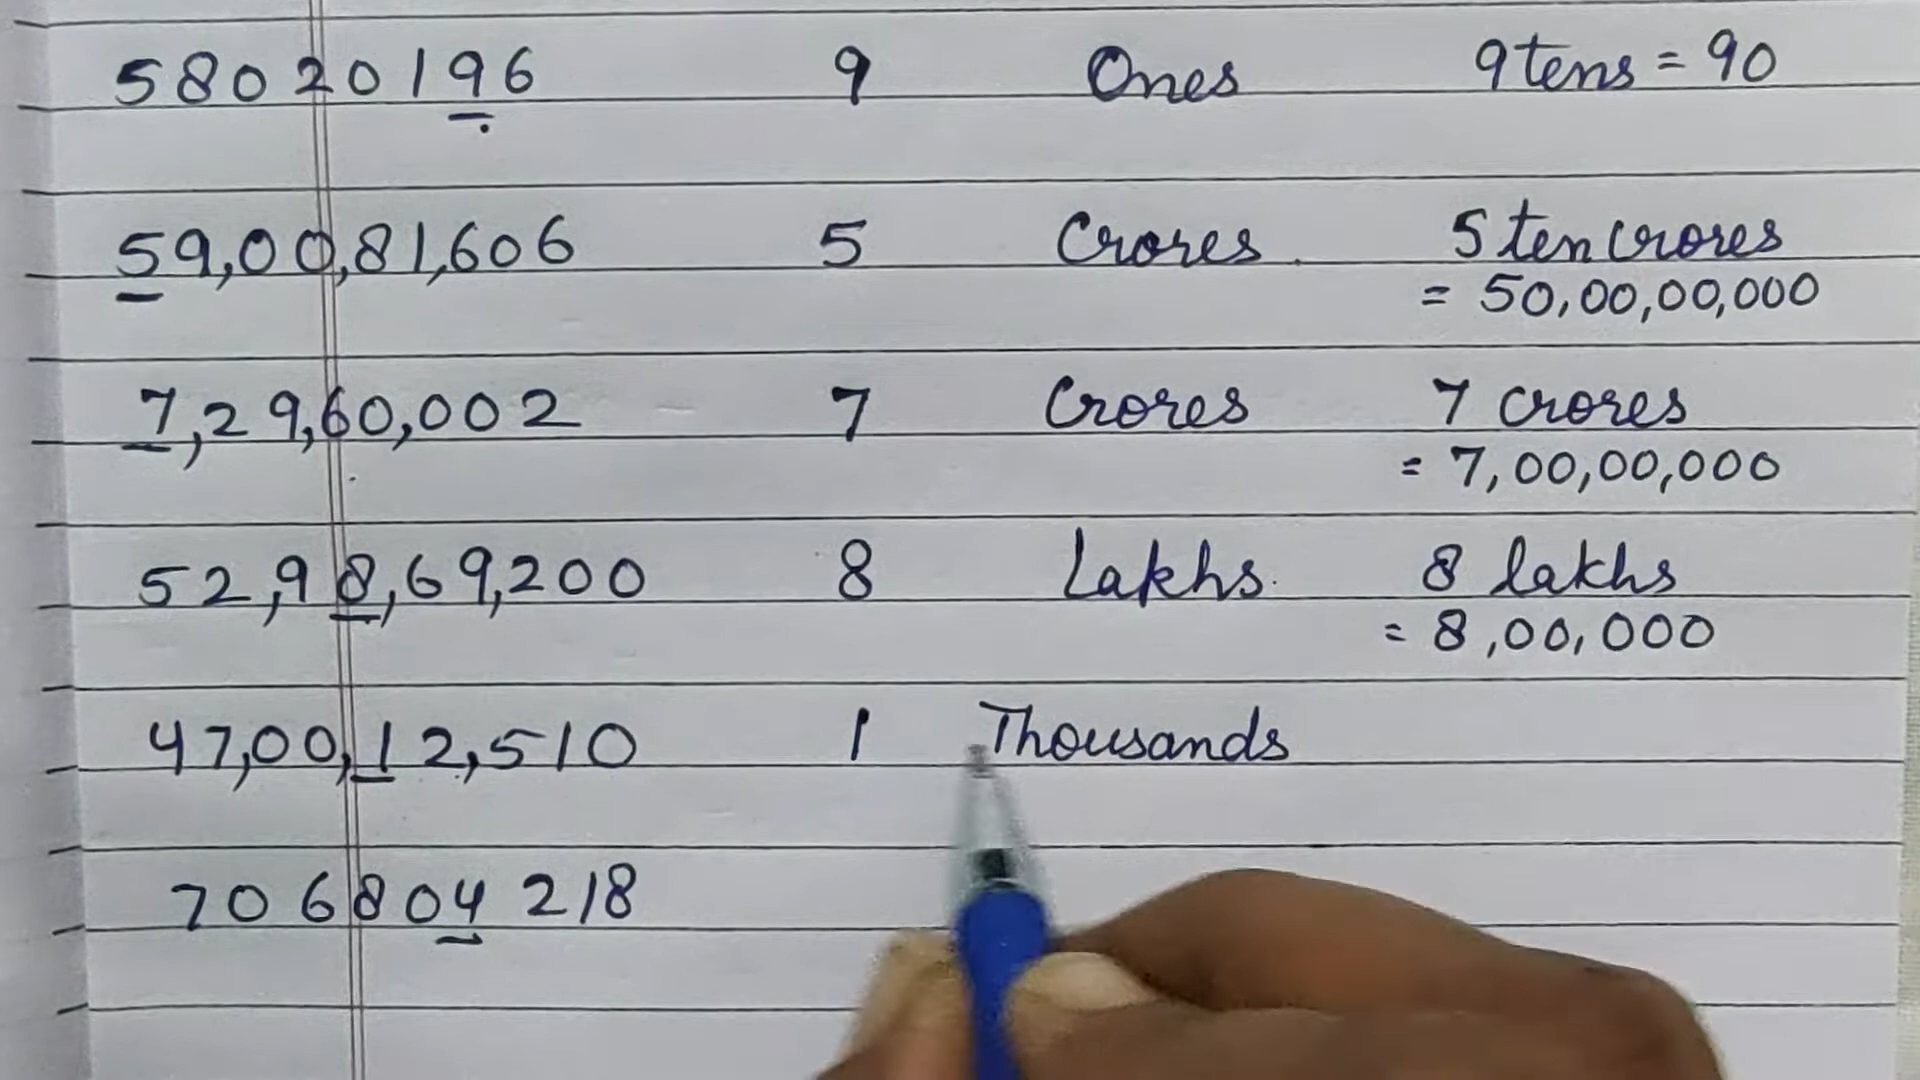 58020196 9 Ones 9 tens = 90
59,00,81,606 5 Crores 5 ten crores
= 50,00,00,000
7,29,60,002 7 Crores 7 crores
= 7,00,00,000
52,98,69,200 8 Lakhs. 8 lakhs
= 8,00,000
47,00,12,510 1 Thousands
706804218